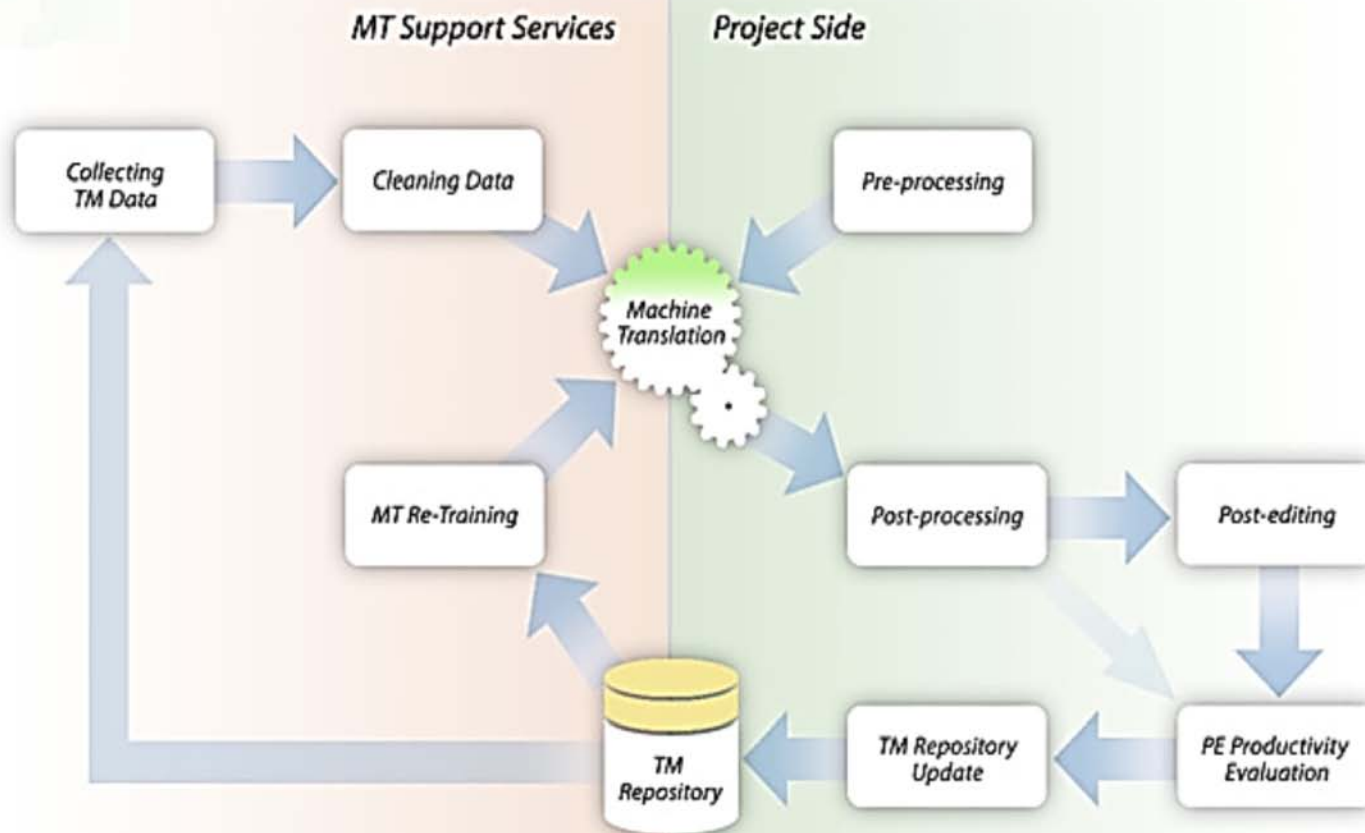 MT Support Services
Project Side
Collecting
TM Data
Cleaning Data
Pre-processing
Machine
Translation
MT Re-Training
Post-processing
Post-editing
TM
Repository
TM Repository
Update
PE Productivity
Evaluation